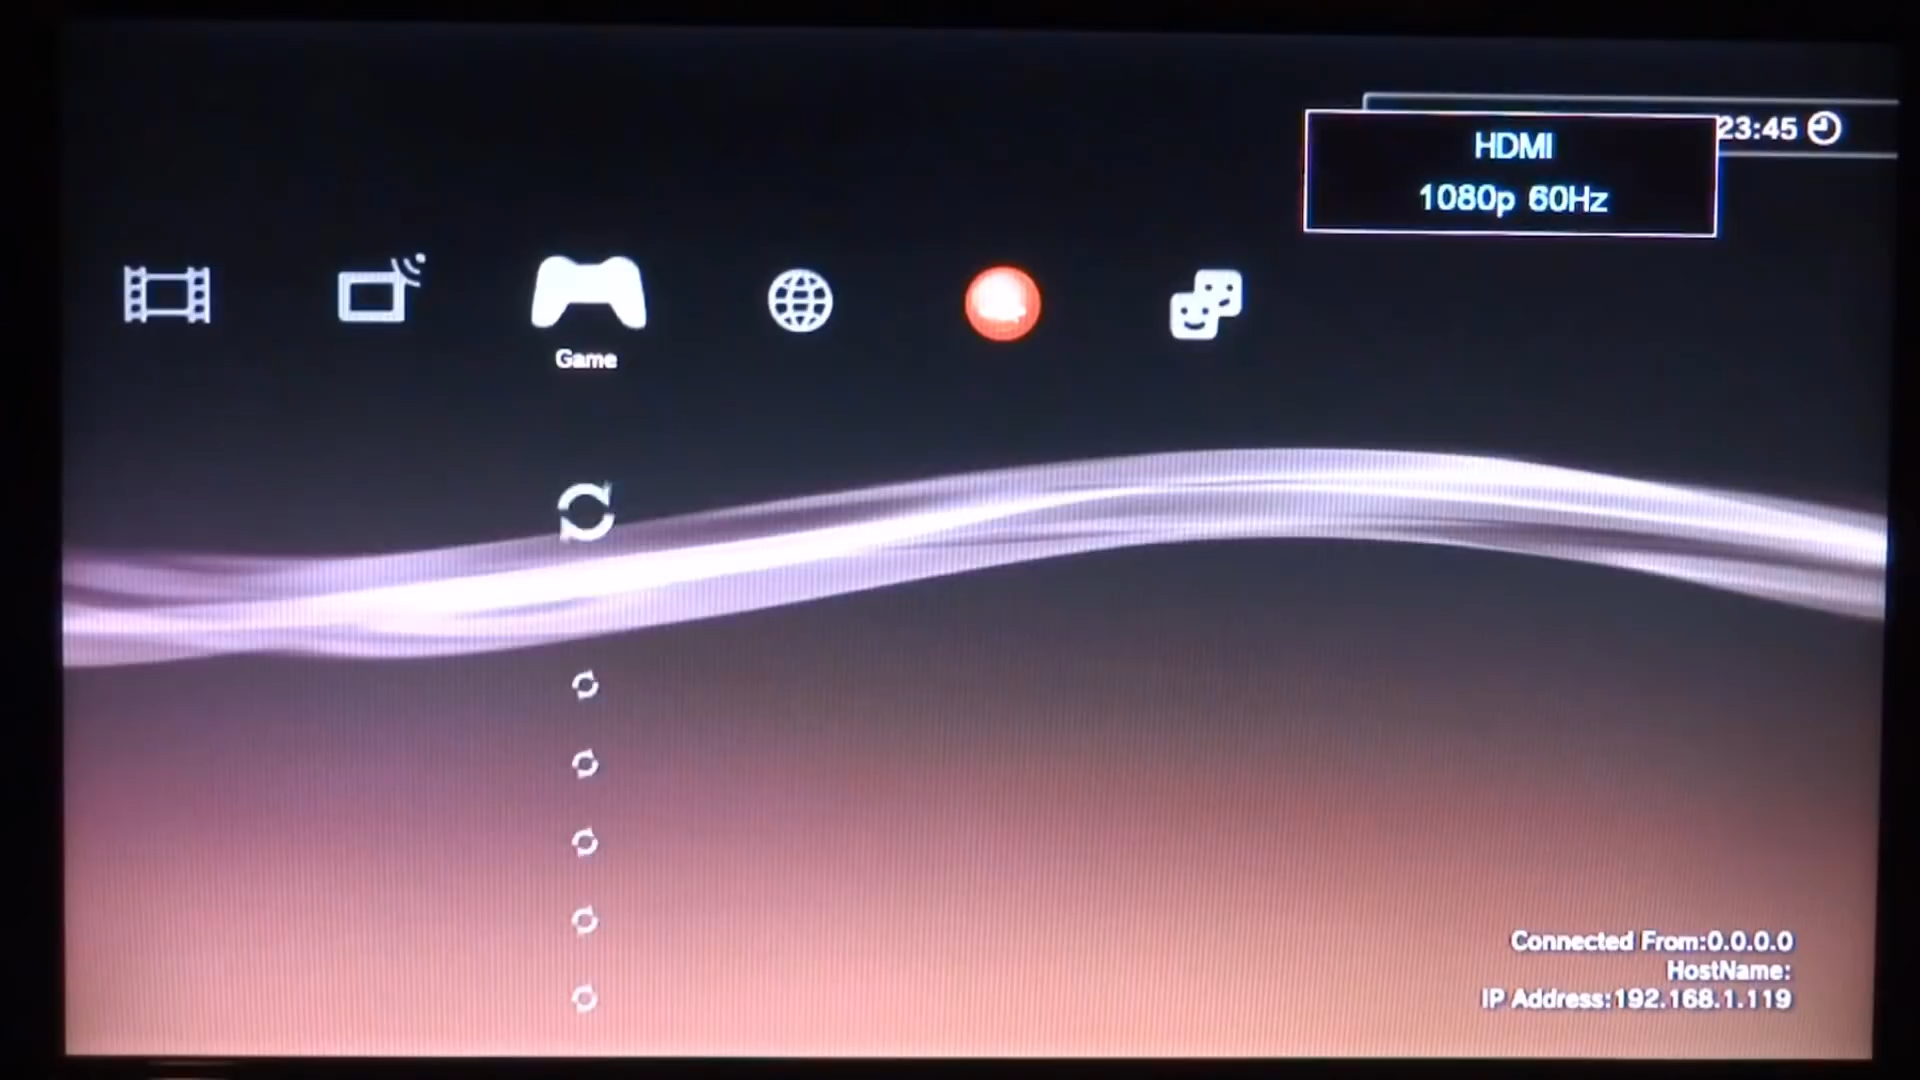 23:45
HDMI
1080p 60Hz
Game
Connected From:0.0.0.0
HostName:
IP Address:192.168.1.119